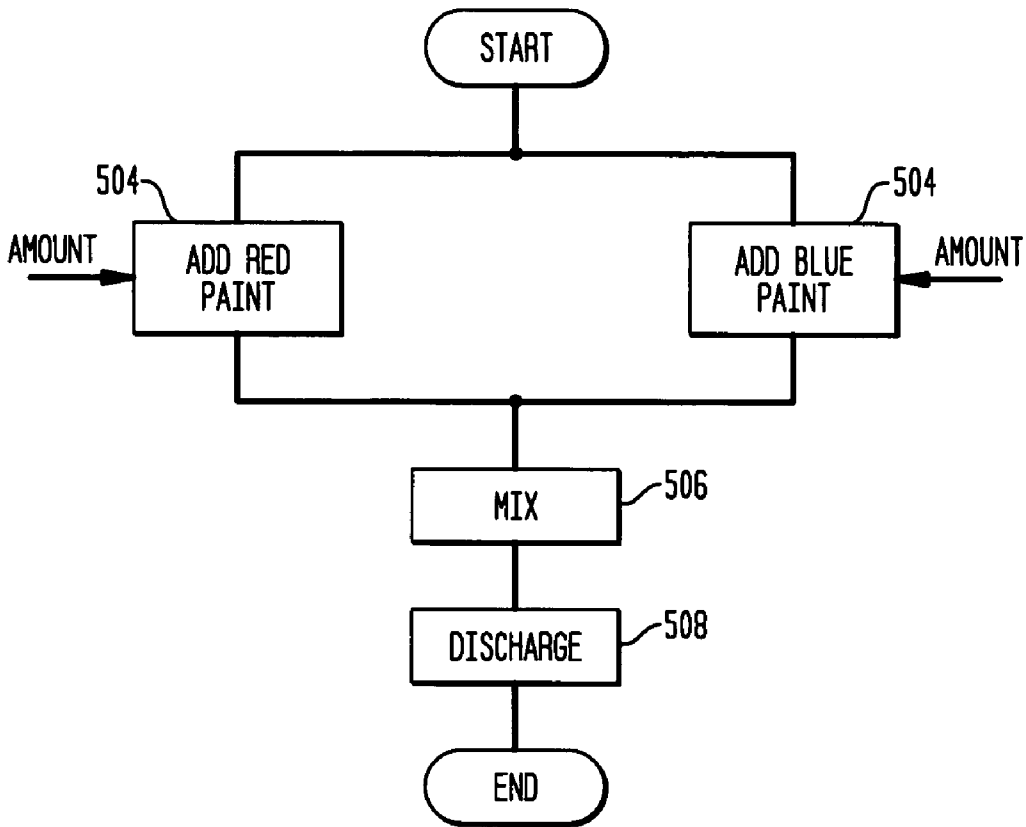 START
504
504
AMOUNT
ADD RED
PAINT
ADD BLUE
PAINT
AMOUNT
MIX
506
DISCHARGE
508
END